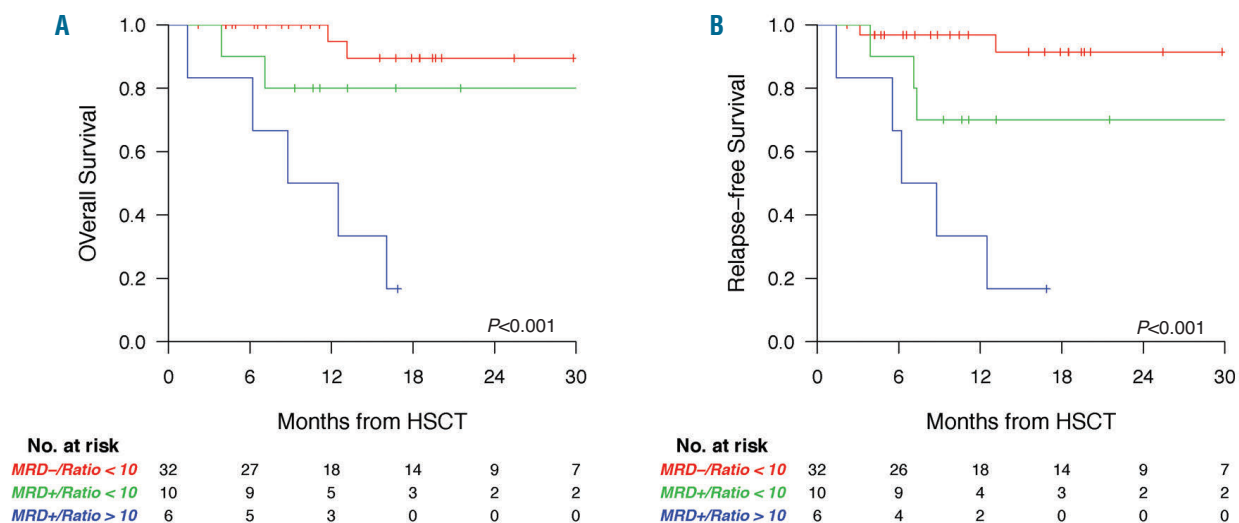 A
OVerall Survival
1.0
0.8
0.6
0.4
0.2
0.0
P<0.001
0 6 12 18 24 30
Months from HSCT
No. at risk
MRD–/Ratio < 10 32 27 18 14 9 7
MRD+/Ratio < 10 10 9 5 3 2 2
MRD+/Ratio > 10 6 5 3 0 0 0
B
Relapse–free Survival
1.0
0.8
0.6
0.4
0.2
0.0
P<0.001
0 6 12 18 24 30
Months from HSCT
No. at risk
MRD–/Ratio < 10 32 26 18 14 9 7
MRD+/Ratio < 10 10 9 4 3 2 2
MRD+/Ratio > 10 6 4 2 0 0 0